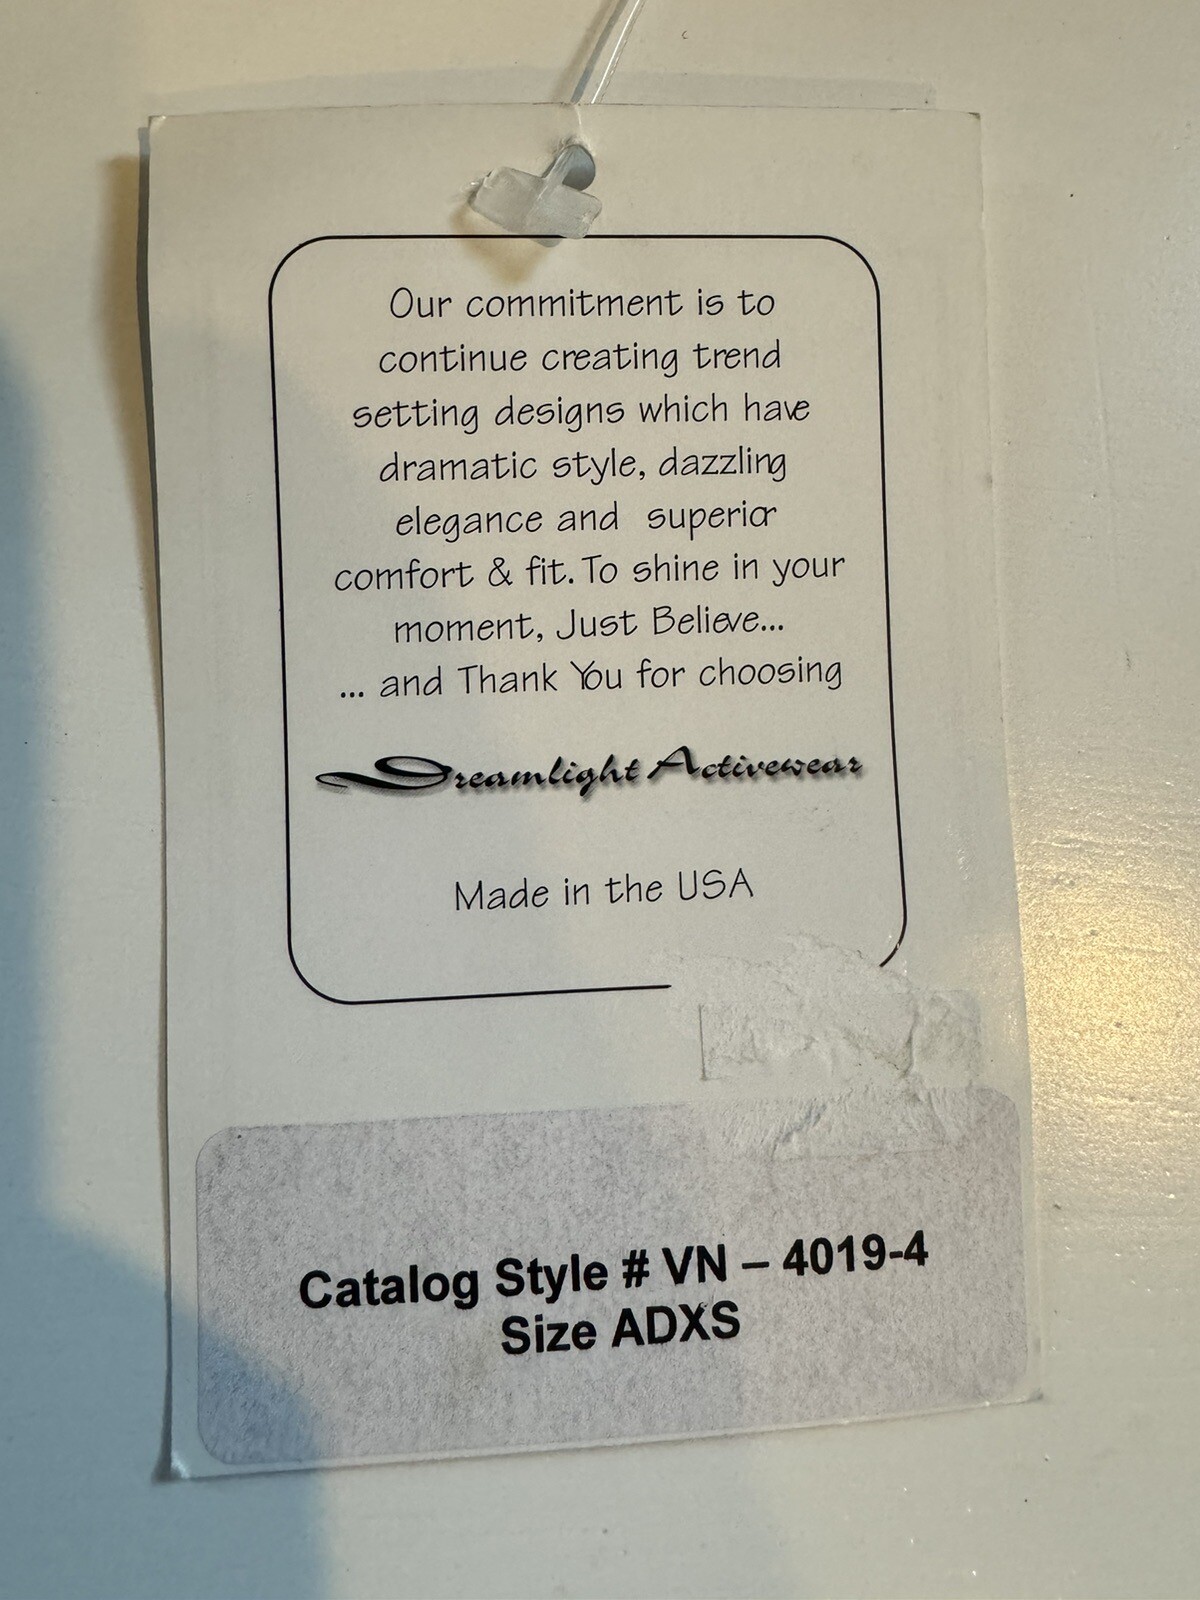 Our commitment is to
continue creating trend
setting designs which have
dramatic style, dazzling
elegance and superior
comfort & fit. To shine in your
moment, Just Believe...
... and Thank You for choosing
Dreamlight Activewear
Made in the USA
Catalog Style # VN – 4019-4
Size ADXS